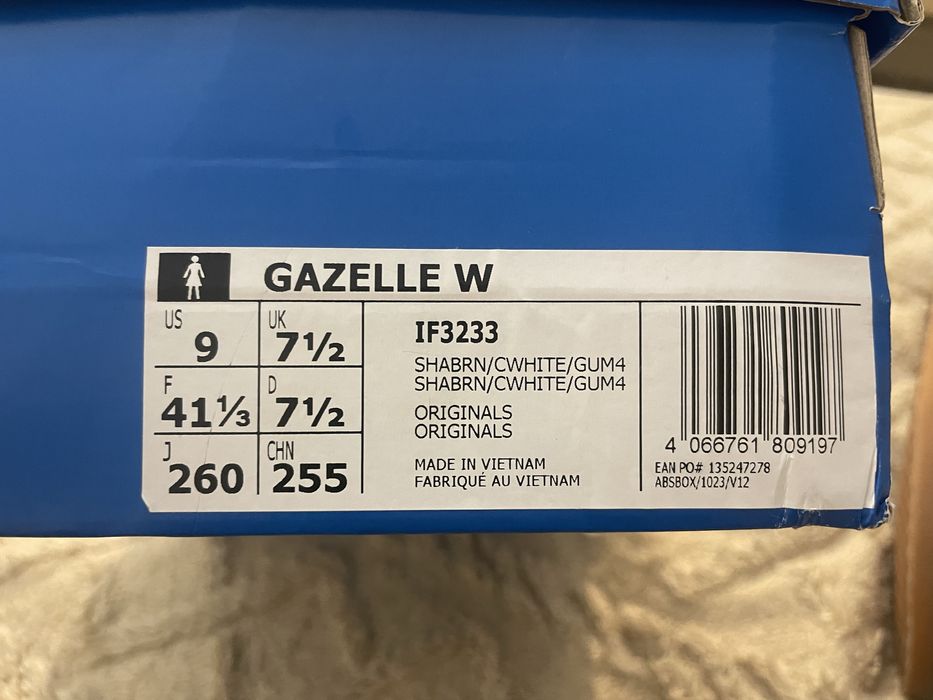 GAZELLE W
US
9
UK
7½
F
41⅓
D
7½
J
260
CHN
255
IF3233
SHABRN/CWHITE/GUM4
SHABRN/CWHITE/GUM4
ORIGINALS
ORIGINALS
MADE IN VIETNAM
FABRIQUÉ AU VIETNAM
4 066761 809197
EAN PO# 135247278
ABSBOX/1023/V12